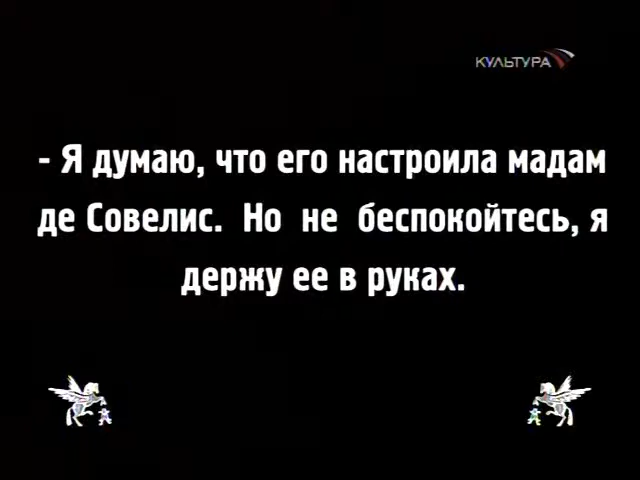 КУЛЬТУРА
- Я думаю, что его настроила мадам
де Совелис. Но не беспокойтесь, я
держу ее в руках.